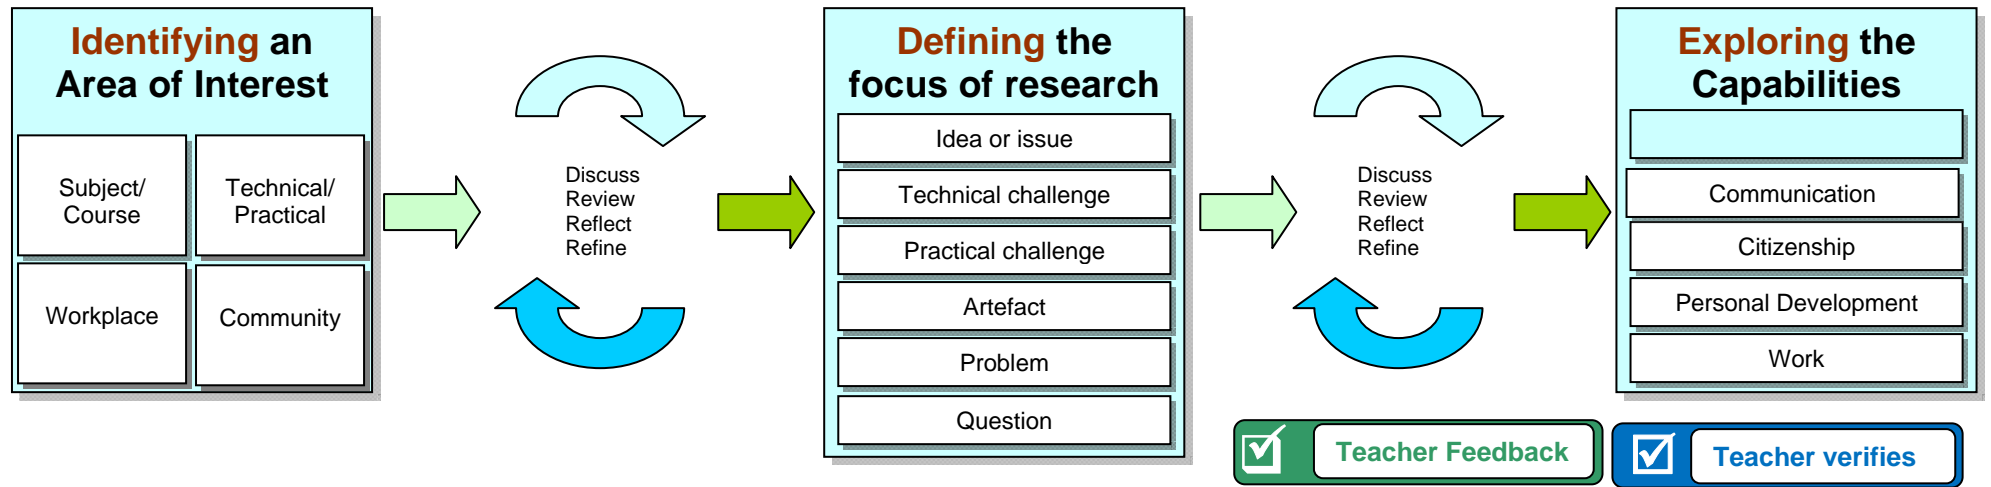 Identifying an
Area of Interest
Subject/
Course
Technical/
Practical
Workplace
Community
Discuss
Review
Reflect
Refine
Defining the
focus of research
Idea or issue
Technical challenge
Practical challenge
Artefact
Problem
Question
Discuss
Review
Reflect
Refine
Exploring the
Capabilities
Communication
Citizenship
Personal Development
Work
Teacher Feedback
Teacher verifies